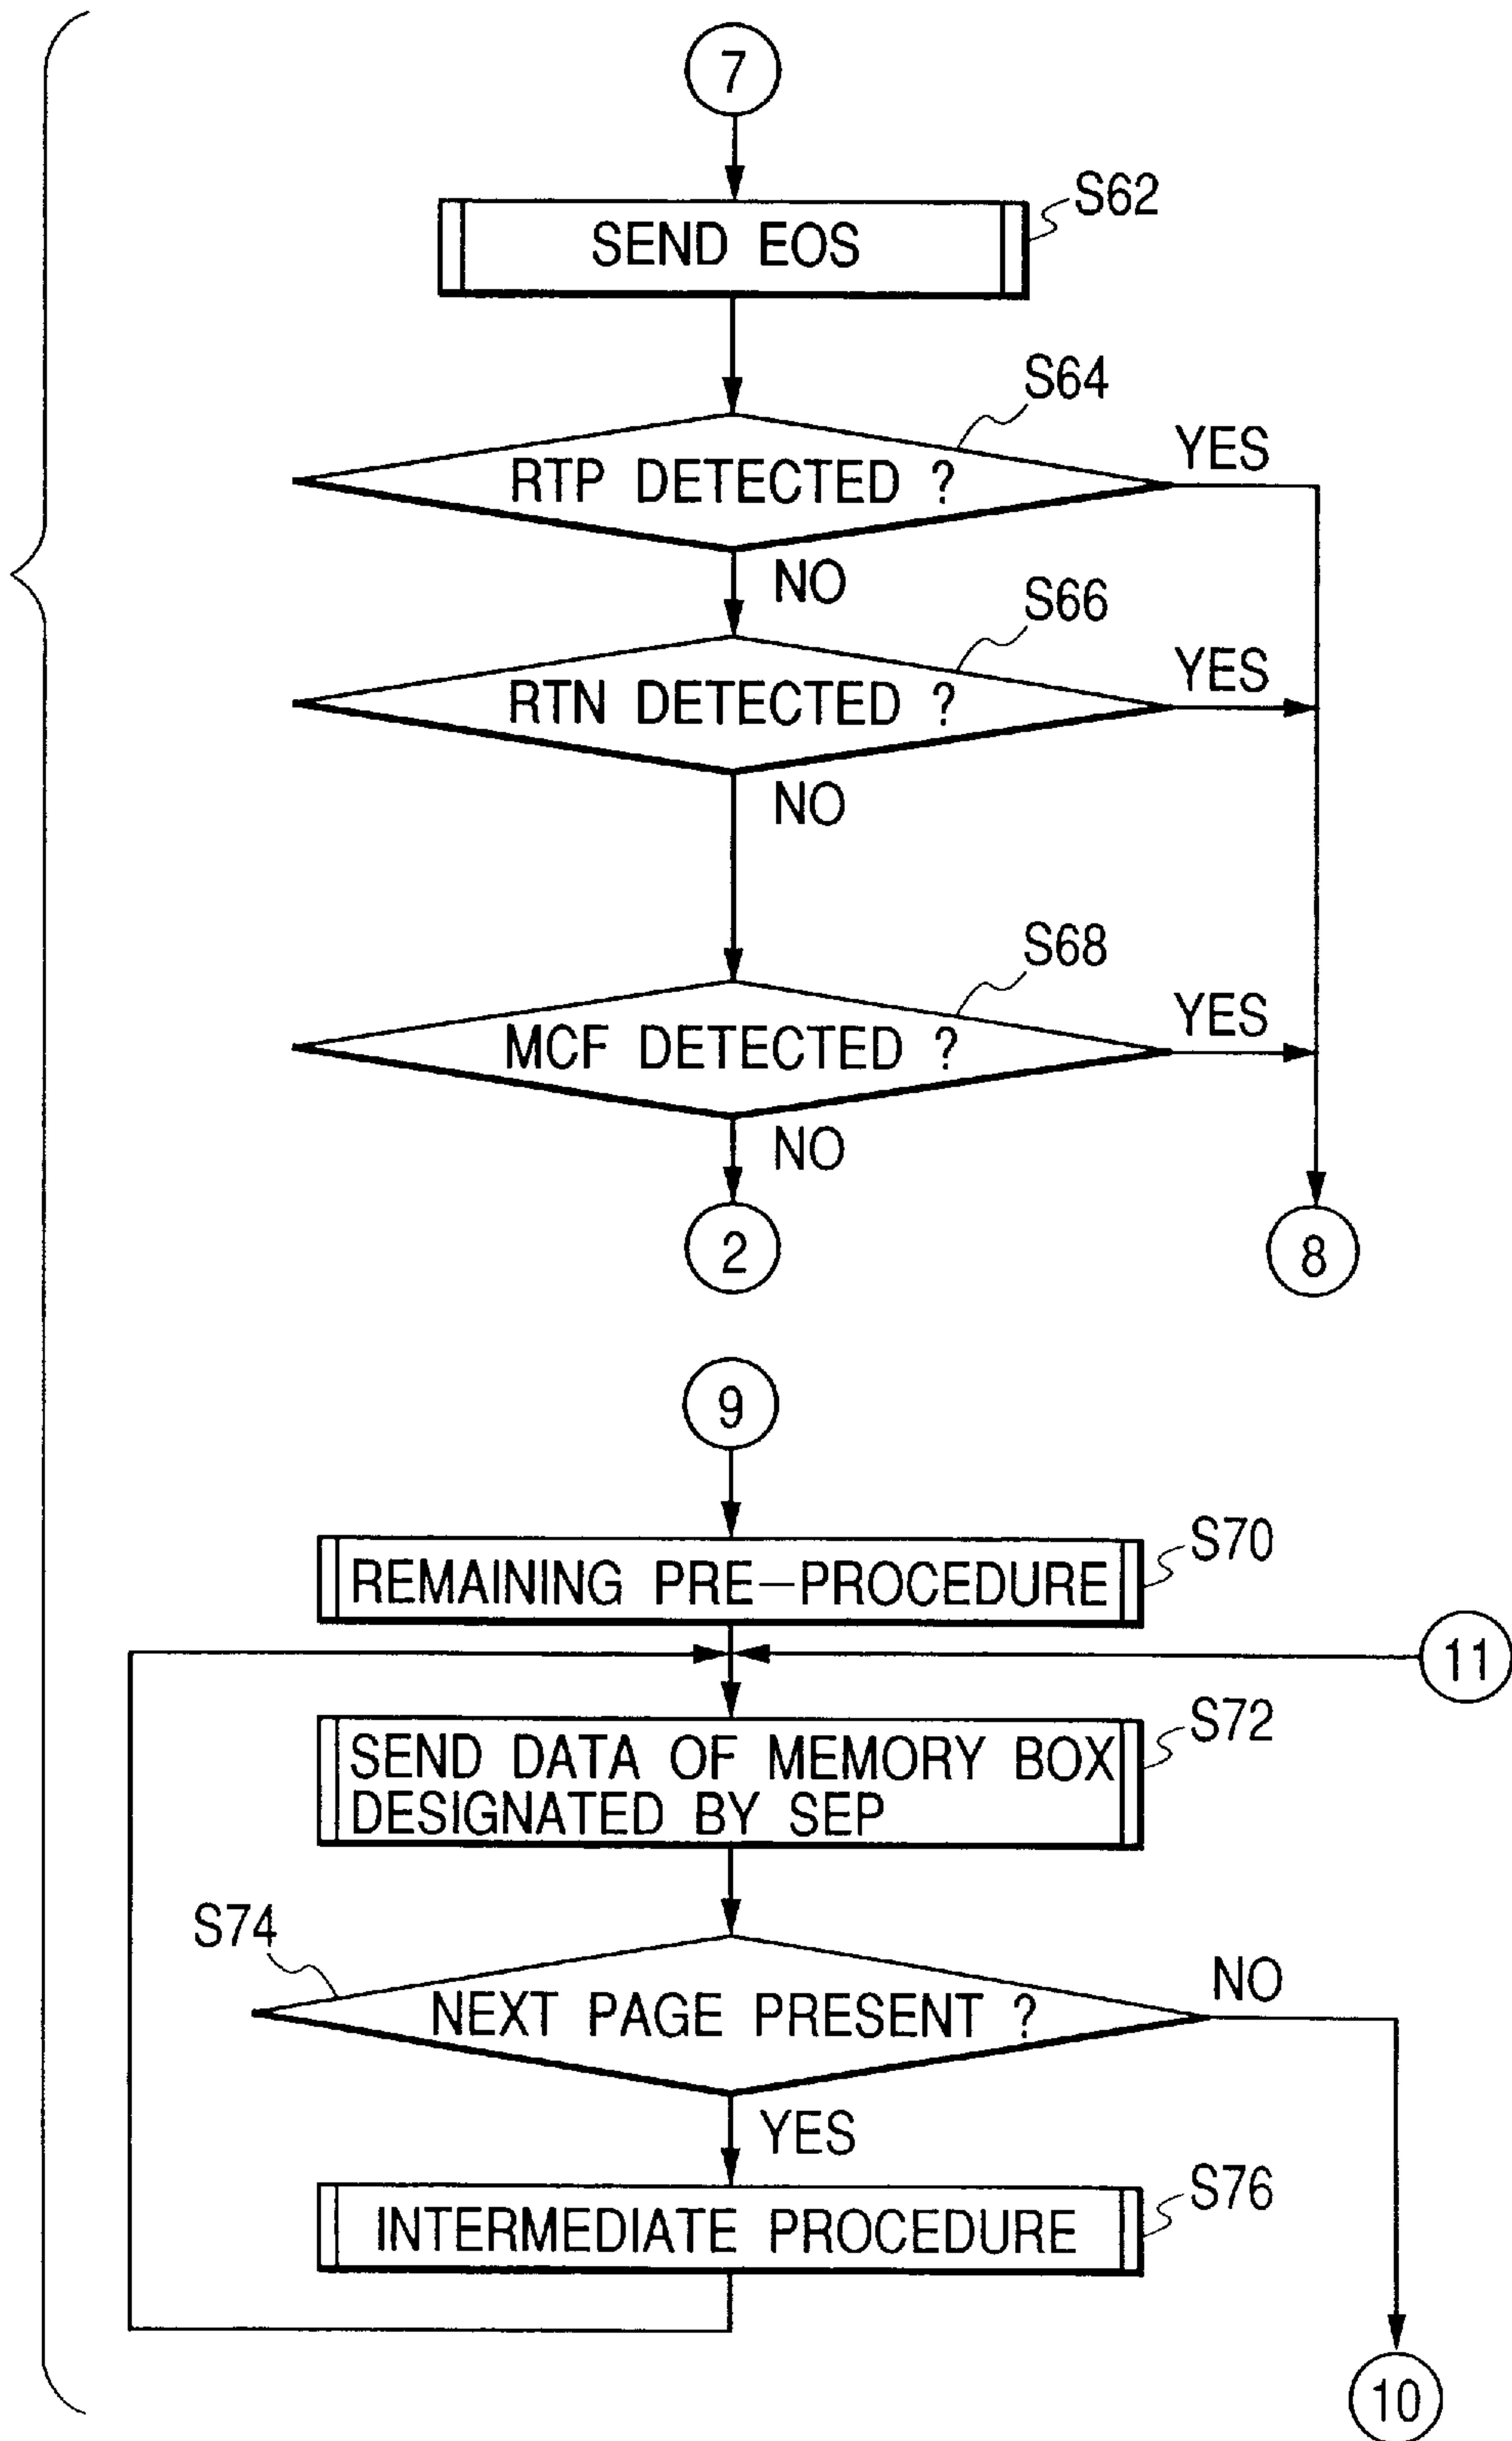 7
S62
SEND EOS
S64
RTP DETECTED ?
YES
NO
S66
RTN DETECTED ?
YES
NO
S68
MCF DETECTED ?
YES
NO
2
8
9
S70
REMAINING PRE-PROCEDURE
11
S72
SEND DATA OF MEMORY BOX
DESIGNATED BY SEP
S74
NEXT PAGE PRESENT ?
NO
YES
S76
INTERMEDIATE PROCEDURE
10